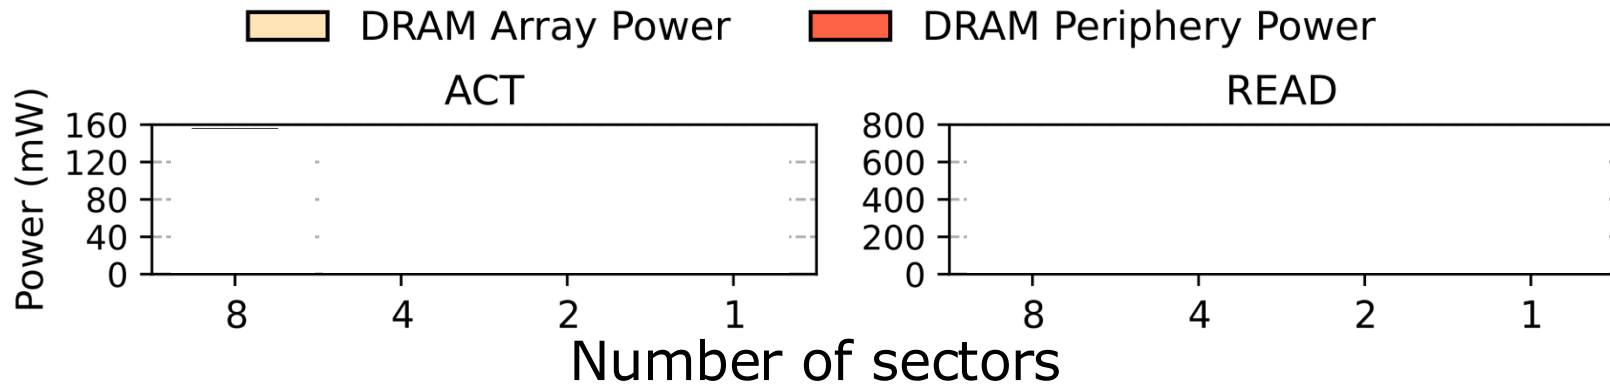 DRAM Array Power DRAM Periphery Power
ACT READ
Power (mW)
160 800
120 600
80 400
40 200
0 0
8 4 2 1 8 4 2 1
Number of sectors